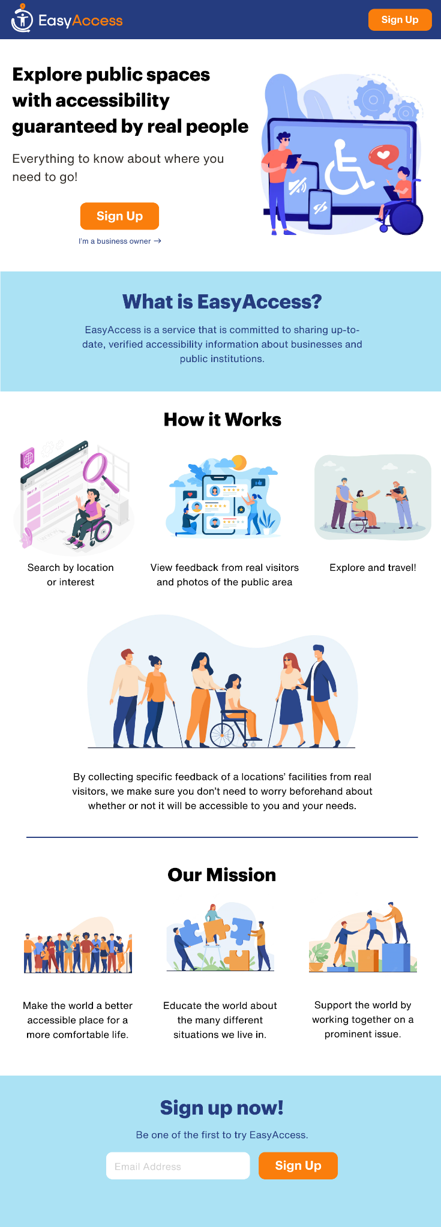 EasyAccess
Sign Up
Explore public spaces
with accessibility
guaranteed by real people
Everything to know about where you
need to go!
Sign Up
I'm a business owner →
What is EasyAccess?
EasyAccess is a service that is committed to sharing up-to-
date, verified accessibility information about businesses and
public institutions.
How it Works
Search by location
or interest
View feedback from real visitors
and photos of the public area
Explore and travel!
By collecting specific feedback of a locations' facilities from real
visitors, we make sure you don't need to worry beforehand about
whether or not it will be accessible to you and your needs.
Our Mission
Make the world a better
accessible place for a
more comfortable life.
Educate the world about
the many different
situations we live in.
Support the world by
working together on a
prominent issue.
Sign up now!
Be one of the first to try EasyAccess.
Email Address
Sign Up